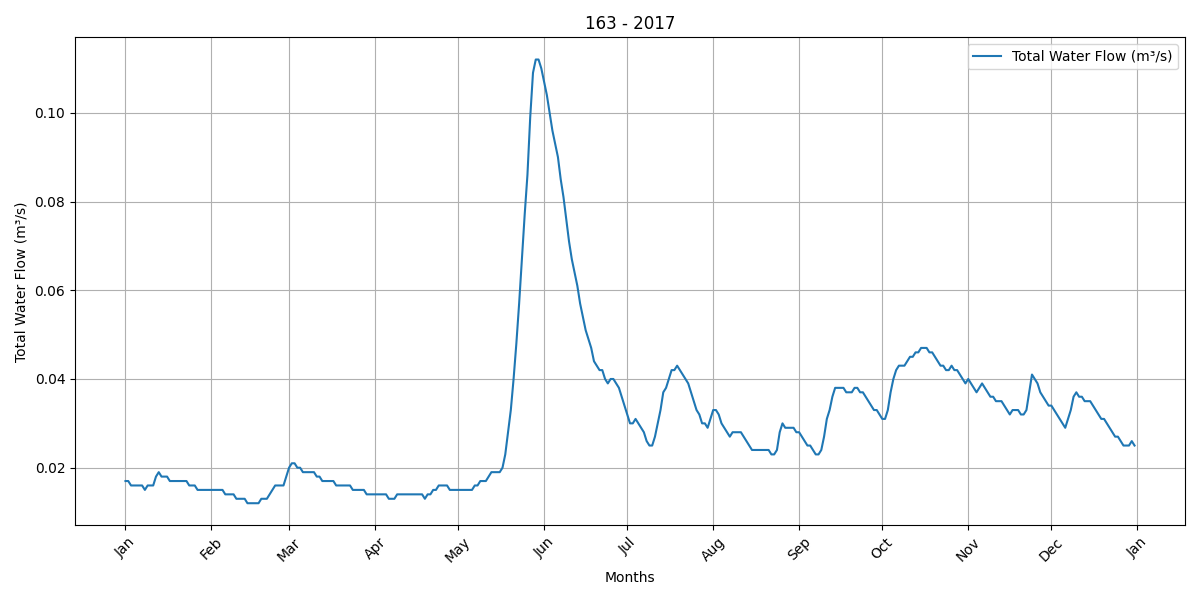 163 - 2017
Total Water Flow (m³/s)
Total Water Flow (m³/s)
0.10
0.08
0.06
0.04
0.02
Jan Feb Mar Apr May Jun Jul Aug Sep Oct Nov Dec Jan
Months